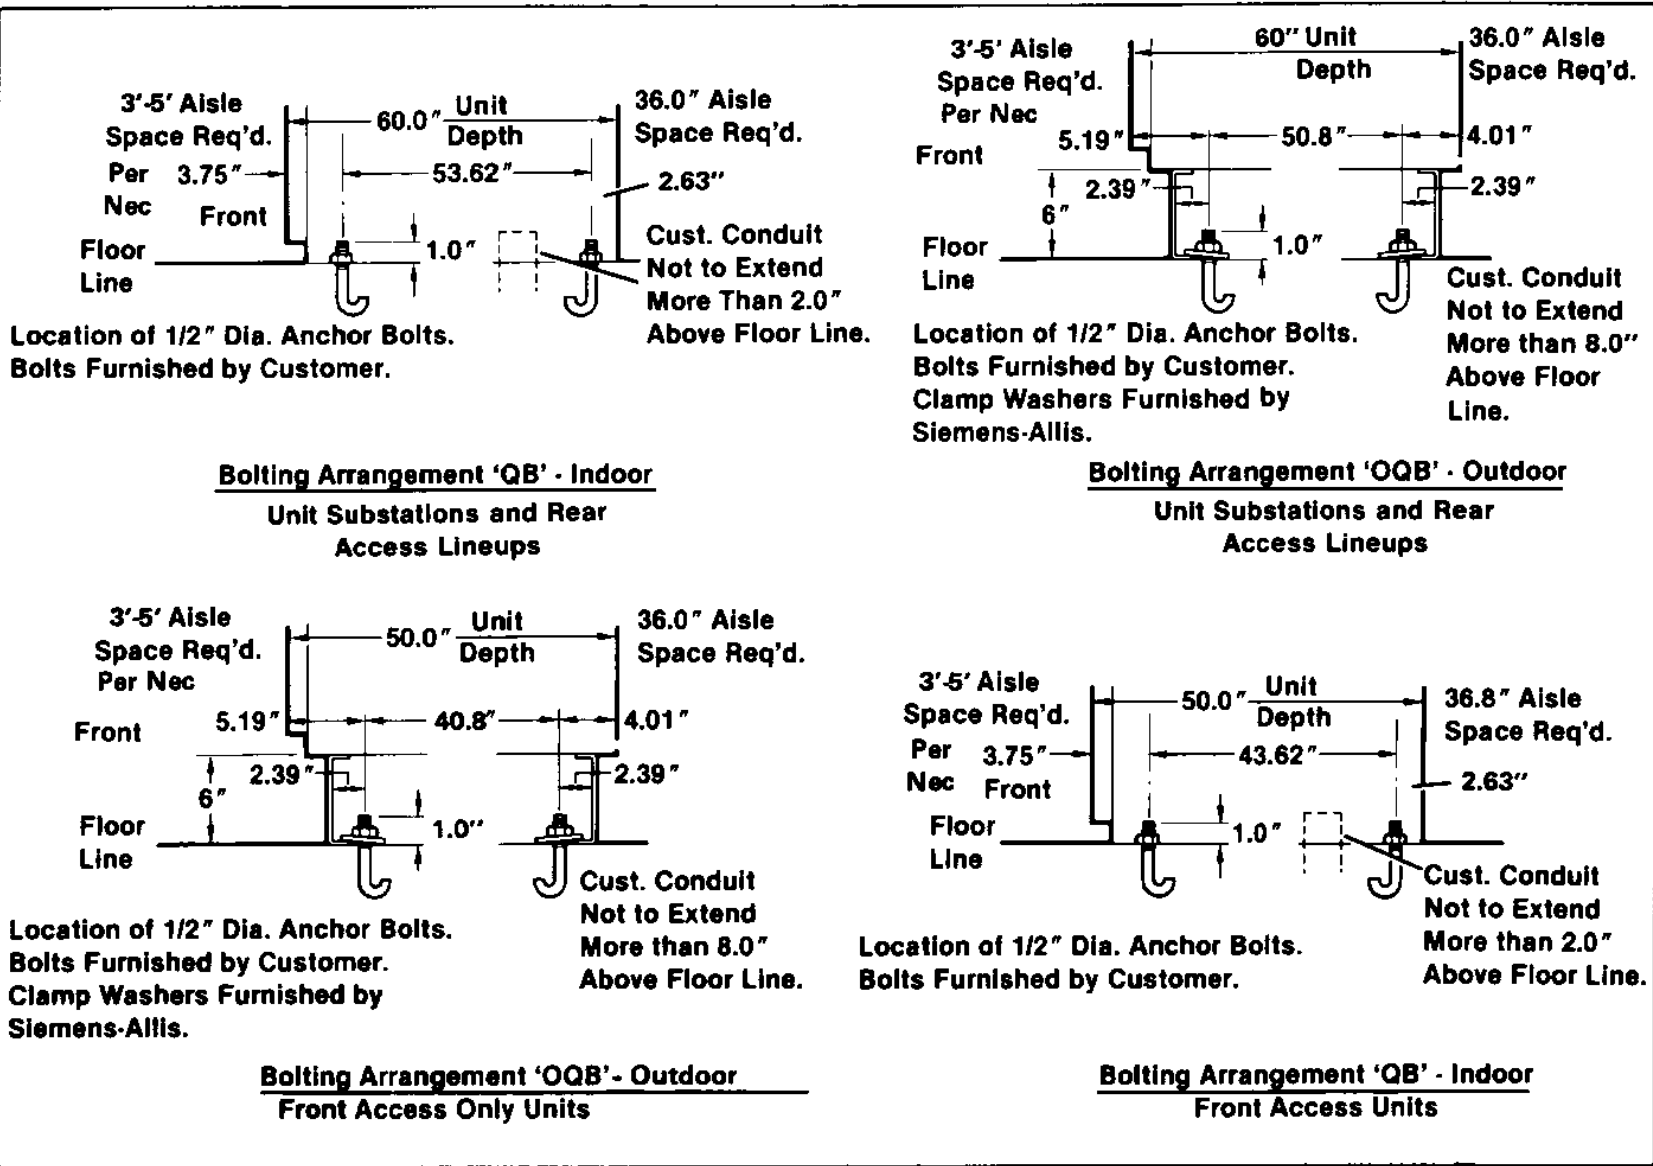 3'-5' Aisle
Space Req'd.
Per
Nec
3.75"
Front
60.0" Unit
Depth
53.62"
36.0" Aisle
Space Req'd.
2.63"
Floor
Line
1.0"
Cust. Conduit
Not to Extend
More Than 2.0"
Above Floor Line.
Location of 1/2" Dia. Anchor Bolts.
Bolts Furnished by Customer.
Bolting Arrangement 'QB' - Indoor
Unit Substations and Rear
Access Lineups
3'-5' Aisle
Space Req'd.
Per Nec
Front
60" Unit
Depth
36.0" Aisle
Space Req'd.
5.19"
50.8"
4.01"
2.39"
2.39"
6"
1.0"
Floor
Line
Cust. Conduit
Not to Extend
More than 8.0"
Above Floor
Line.
Location of 1/2" Dia. Anchor Bolts.
Bolts Furnished by Customer.
Clamp Washers Furnished by
Siemens-Allis.
Bolting Arrangement 'OQB' - Outdoor
Unit Substations and Rear
Access Lineups
3'-5' Aisle
Space Req'd.
Per Nec
Front
50.0" Unit
Depth
36.0" Aisle
Space Req'd.
5.19"
40.8"
4.01"
2.39"
2.39"
6"
1.0"
Floor
Line
Cust. Conduit
Not to Extend
More than 8.0"
Above Floor Line.
Location of 1/2" Dia. Anchor Bolts.
Bolts Furnished by Customer.
Clamp Washers Furnished by
Siemens-Allis.
Bolting Arrangement 'OQB'- Outdoor
Front Access Only Units
3'-5' Aisle
Space Req'd.
Per
Nec
3.75"
Front
50.0" Unit
Depth
43.62"
36.8" Aisle
Space Req'd.
2.63"
Floor
Line
1.0"
Cust. Conduit
Not to Extend
More than 2.0"
Above Floor Line.
Location of 1/2" Dia. Anchor Bolts.
Bolts Furnished by Customer.
Bolting Arrangement 'QB' - Indoor
Front Access Units